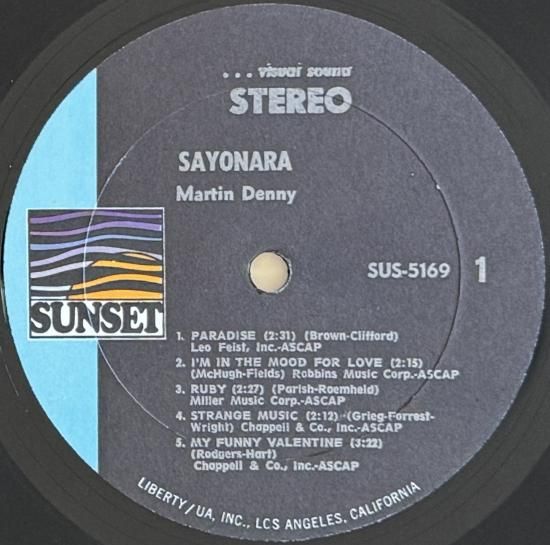 ... visual sound
STEREO
SAYONARA
Martin Denny
SUS-5169 1
SUNSET
1. PARADISE (2:31) (Brown-Clifford)
Leo Feist, Inc.-ASCAP
2. I'M IN THE MOOD FOR LOVE (2:15)
(McHugh-Fields) Robbins Music Corp.-ASCAP
3. RUBY (2:27) (Parish-Roemheld)
Miller Music Corp.-ASCAP
4. STRANGE MUSIC (2:12) (Grieg-Forrest-
Wright) Chappell & Co., Inc.-ASCAP
5. MY FUNNY VALENTINE (3:22)
(Rodgers-Hart)
Chappell & Co., Inc.-ASCAP
LIBERTY/UA, INC., LOS ANGELES, CALIFORNIA